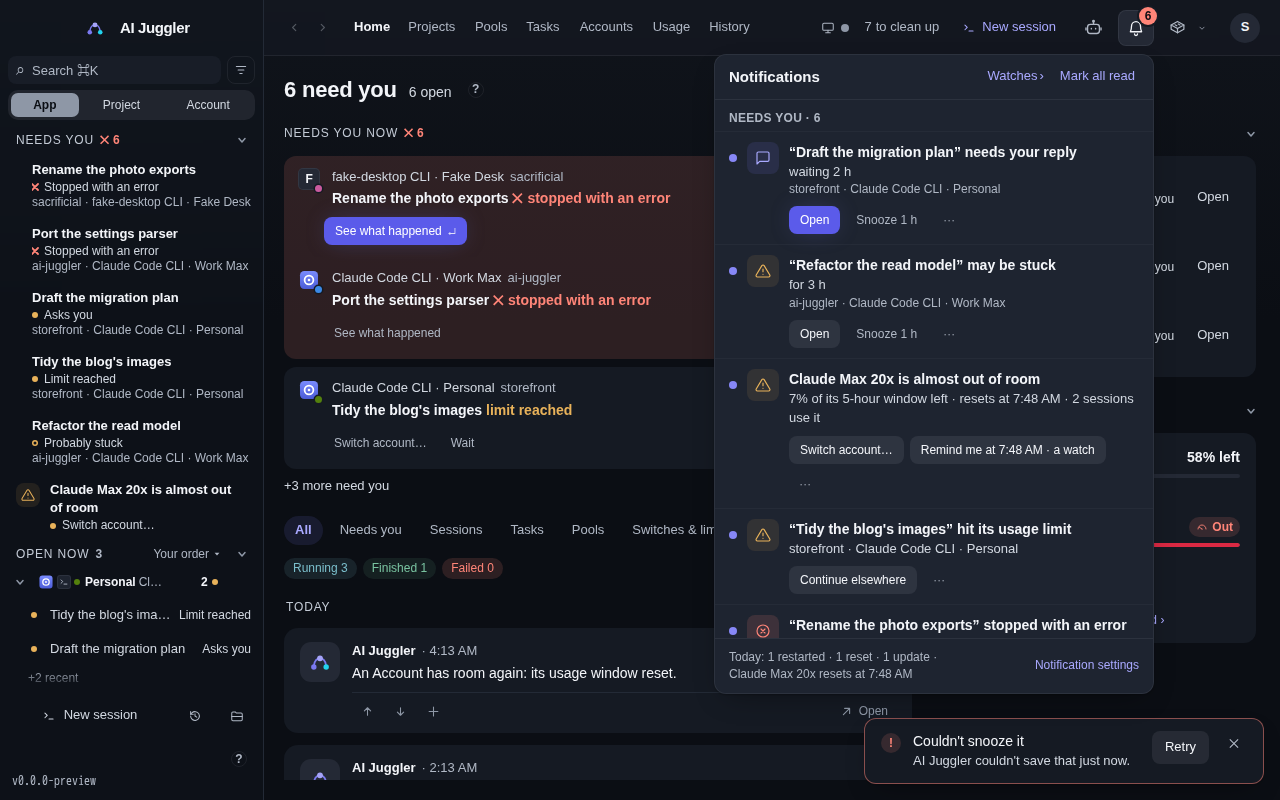 AI Juggler
Search ⌘K
App
Project
Account
NEEDS YOU 6
Rename the photo exports
Stopped with an error
sacrificial · fake-desktop CLI · Fake Desk
Port the settings parser
Stopped with an error
ai-juggler · Claude Code CLI · Work Max
Draft the migration plan
Asks you
storefront · Claude Code CLI · Personal
Tidy the blog's images
Limit reached
storefront · Claude Code CLI · Personal
Refactor the read model
Probably stuck
ai-juggler · Claude Code CLI · Work Max
Claude Max 20x is almost out
of room
Switch account…
OPEN NOW 3
Your order
Personal Cl…
2
Tidy the blog's ima…
Limit reached
Draft the migration plan
Asks you
+2 recent
New session
?
v0.0.0-preview
Home
Projects
Pools
Tasks
Accounts
Usage
History
7 to clean up
New session
6
S
6 need you
6 open
?
NEEDS YOU NOW 6
F
fake-desktop CLI · Fake Desk sacrificial
Rename the photo exports stopped with an error
See what happened
Claude Code CLI · Work Max ai-juggler
Port the settings parser stopped with an error
See what happened
Claude Code CLI · Personal storefront
Tidy the blog's images limit reached
Switch account…
Wait
+3 more need you
All
Needs you
Sessions
Tasks
Pools
Switches & lim
Running 3
Finished 1
Failed 0
TODAY
AI Juggler · 4:13 AM
An Account has room again: its usage window reset.
Open
AI Juggler · 2:13 AM
Notifications
Watches ›
Mark all read
NEEDS YOU · 6
“Draft the migration plan” needs your reply
waiting 2 h
storefront · Claude Code CLI · Personal
Open
Snooze 1 h
···
“Refactor the read model” may be stuck
for 3 h
ai-juggler · Claude Code CLI · Work Max
Open
Snooze 1 h
···
Claude Max 20x is almost out of room
7% of its 5-hour window left · resets at 7:48 AM · 2 sessions
use it
Switch account…
Remind me at 7:48 AM · a watch
···
“Tidy the blog's images” hit its usage limit
storefront · Claude Code CLI · Personal
Continue elsewhere
···
“Rename the photo exports” stopped with an error
Today: 1 restarted · 1 reset · 1 update ·
Claude Max 20x resets at 7:48 AM
Notification settings
you
Open
you
Open
you
Open
58% left
Out
d ›
!
Couldn't snooze it
AI Juggler couldn't save that just now.
Retry